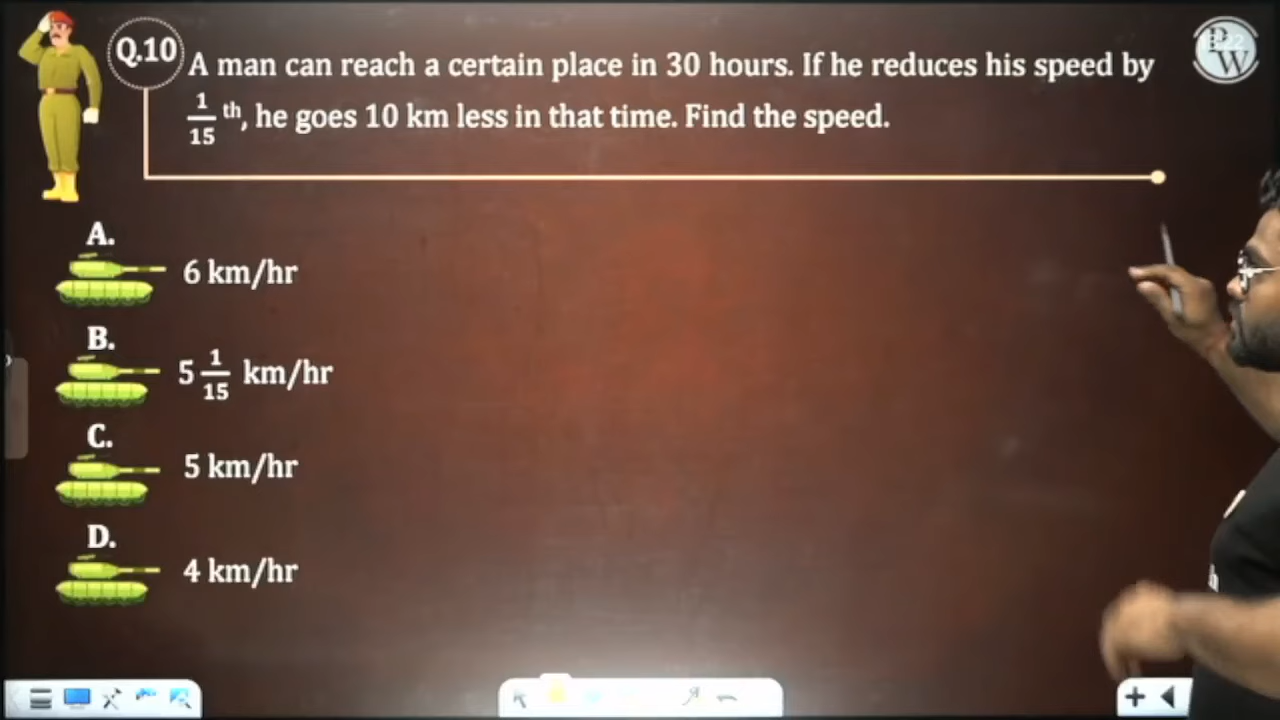 Q.10 A man can reach a certain place in 30 hours. If he reduces his speed by
1/15 th, he goes 10 km less in that time. Find the speed.
A.
6 km/hr
B.
5 1/15 km/hr
C.
5 km/hr
D.
4 km/hr
PW